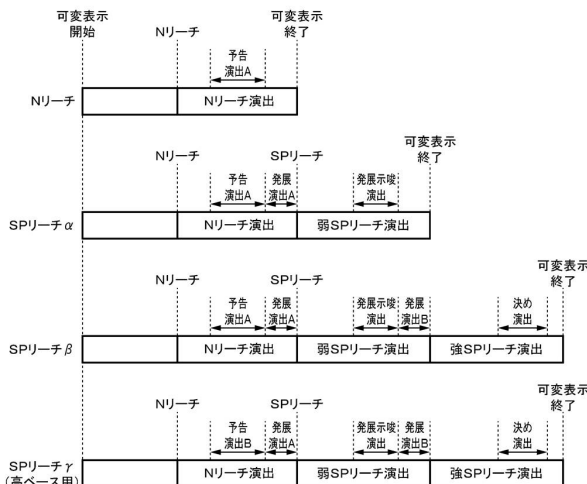 可変表示
開始
Nリーチ
可変表示
終了
予告
演出A
Nリーチ
Nリーチ演出
可変表示
終了
Nリーチ
SPリーチ
予告
演出A
発展
演出A
発展示唆
演出
SPリーチα
Nリーチ演出
弱SPリーチ演出
可変表示
終了
Nリーチ
SPリーチ
予告
演出A
発展
演出A
発展示唆
演出
発展
演出B
決め
演出
SPリーチβ
Nリーチ演出
弱SPリーチ演出
強SPリーチ演出
可変表示
終了
Nリーチ
SPリーチ
予告
演出B
発展
演出A
発展示唆
演出
発展
演出B
決め
演出
SPリーチγ
(高ベース用)
Nリーチ演出
弱SPリーチ演出
強SPリーチ演出